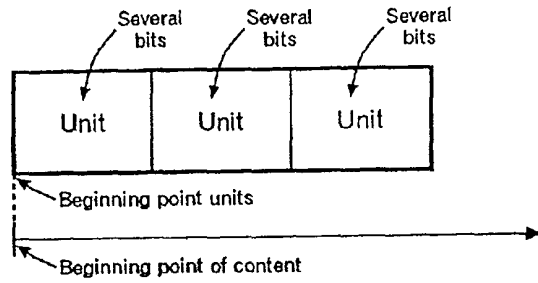 Several
bits
Several
bits
Several
bits
Unit
Unit
Unit
Beginning point units
Beginning point of content